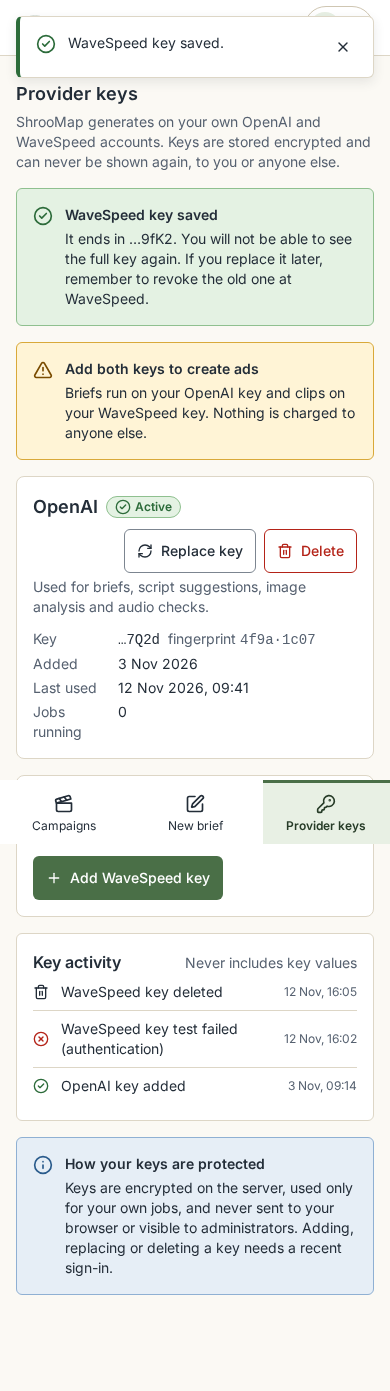 WaveSpeed key saved.
Provider keys
ShrooMap generates on your own OpenAI and
WaveSpeed accounts. Keys are stored encrypted and
can never be shown again, to you or anyone else.
WaveSpeed key saved
It ends in …9fK2. You will not be able to see
the full key again. If you replace it later,
remember to revoke the old one at
WaveSpeed.
Add both keys to create ads
Briefs run on your OpenAI key and clips on
your WaveSpeed key. Nothing is charged to
anyone else.
OpenAI Active
Replace key Delete
Used for briefs, script suggestions, image
analysis and audio checks.
Key …7Q2d fingerprint 4f9a·1c07
Added 3 Nov 2026
Last used 12 Nov 2026, 09:41
Jobs running 0
Campaigns New brief Provider keys
Add WaveSpeed key
Key activity Never includes key values
WaveSpeed key deleted 12 Nov, 16:05
WaveSpeed key test failed
(authentication) 12 Nov, 16:02
OpenAI key added 3 Nov, 09:14
How your keys are protected
Keys are encrypted on the server, used only
for your own jobs, and never sent to your
browser or visible to administrators. Adding,
replacing or deleting a key needs a recent
sign-in.